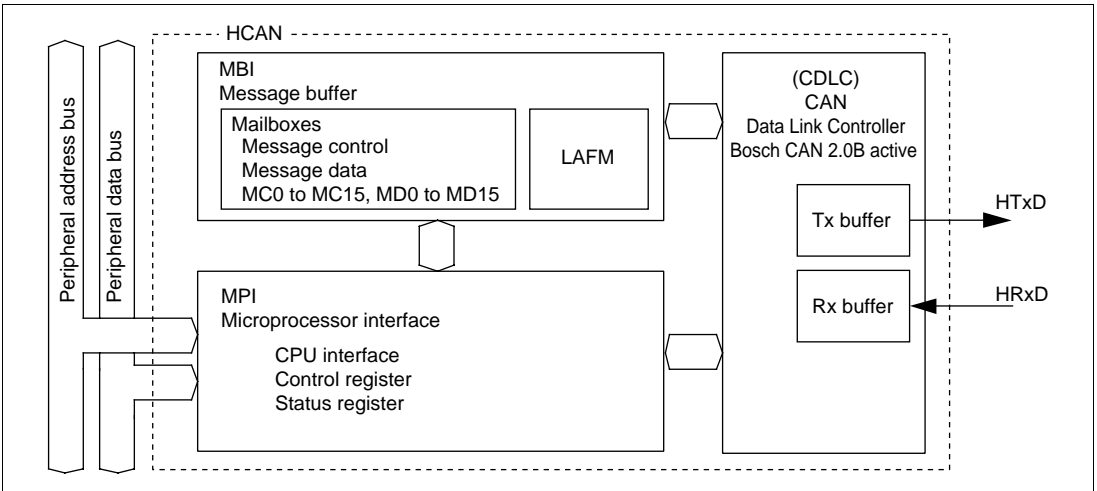 HCAN
Peripheral address bus
Peripheral data bus
MBI
Message buffer
Mailboxes
Message control
Message data
MC0 to MC15, MD0 to MD15
LAFM
(CDLC)
CAN
Data Link Controller
Bosch CAN 2.0B active
Tx buffer
HTxD
Rx buffer
HRxD
MPI
Microprocessor interface
CPU interface
Control register
Status register